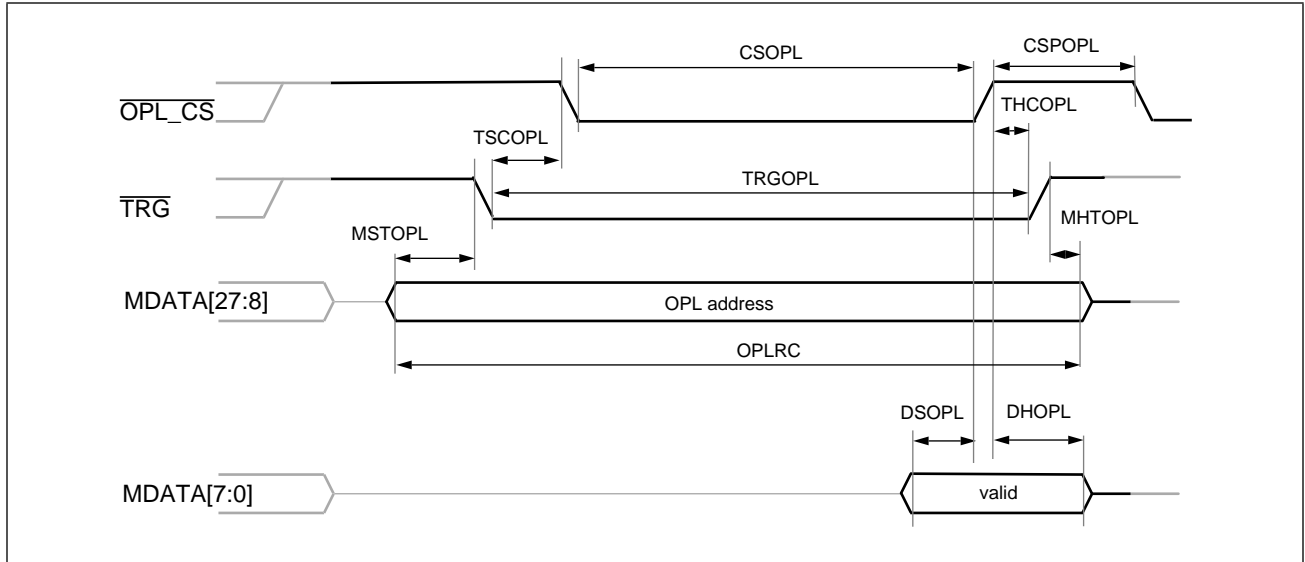 CSOPL
CSPOPL
OPL_CS
THCOPL
TSCOPL
TRGOPL
TRG
MSTOPL
MHTOPL
MDATA[27:8]
OPL address
OPLRC
DSOPL
DHOPL
MDATA[7:0]
valid